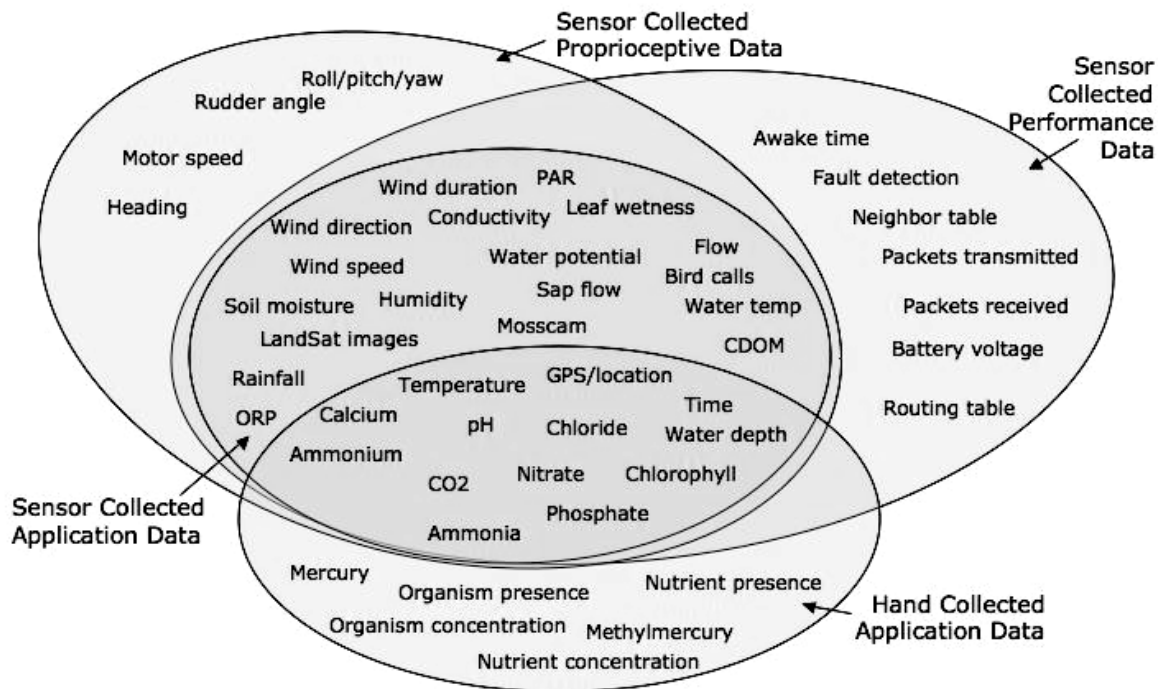 Sensor Collected
Proprioceptive Data
Sensor
Collected
Performance
Data
Roll/pitch/yaw
Rudder angle
Motor speed
Heading
Awake time
Fault detection
Neighbor table
Packets transmitted
Packets received
Battery voltage
Routing table
Wind duration
PAR
Wind direction
Conductivity
Leaf wetness
Wind speed
Water potential
Flow
Bird calls
Soil moisture
Humidity
Sap flow
Water temp
LandSat images
Mosscam
CDOM
Rainfall
ORP
Temperature
GPS/location
Calcium
pH
Chloride
Time
Water depth
Ammonium
CO2
Nitrate
Chlorophyll
Ammonia
Phosphate
Sensor Collected
Application Data
Mercury
Organism presence
Nutrient presence
Organism concentration
Methylmercury
Nutrient concentration
Hand Collected
Application Data